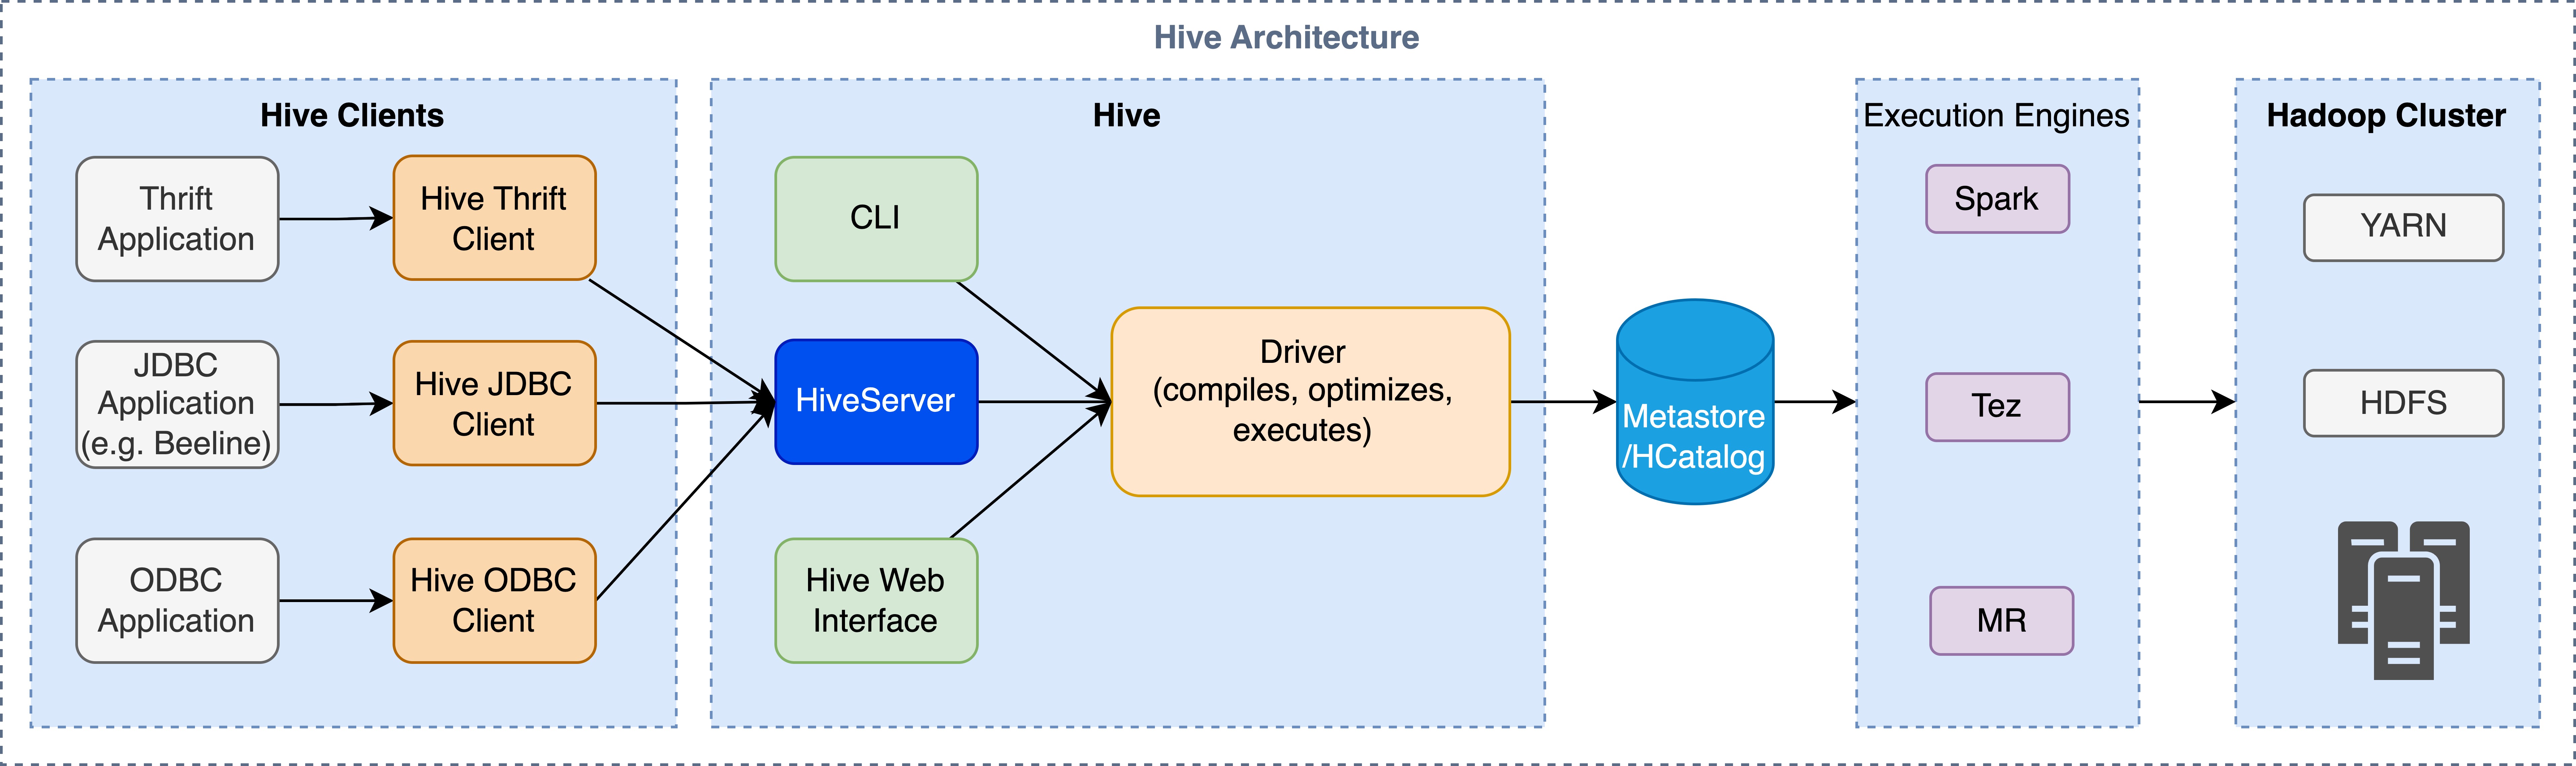 Hive Architecture
Hive Clients
Thrift
Application
Hive Thrift
Client
JDBC
Application
(e.g. Beeline)
Hive JDBC
Client
ODBC
Application
Hive ODBC
Client
Hive
CLI
HiveServer
Hive Web
Interface
Driver
(compiles, optimizes,
executes)
Metastore
/HCatalog
Execution Engines
Spark
Tez
MR
Hadoop Cluster
YARN
HDFS